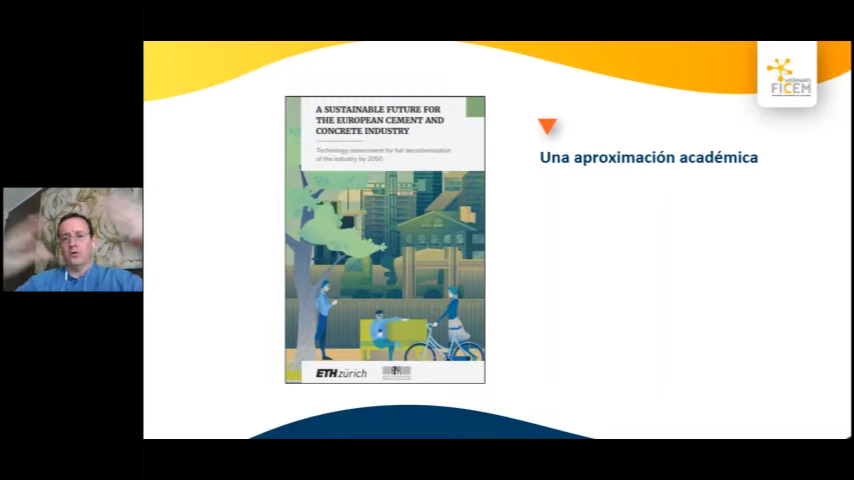 WEBINARS
FICEM
A SUSTAINABLE FUTURE FOR
THE EUROPEAN CEMENT AND
CONCRETE INDUSTRY
Technology assessment for full decarbonisation
of the industry by 2050
Una aproximación académica
ETHzürich